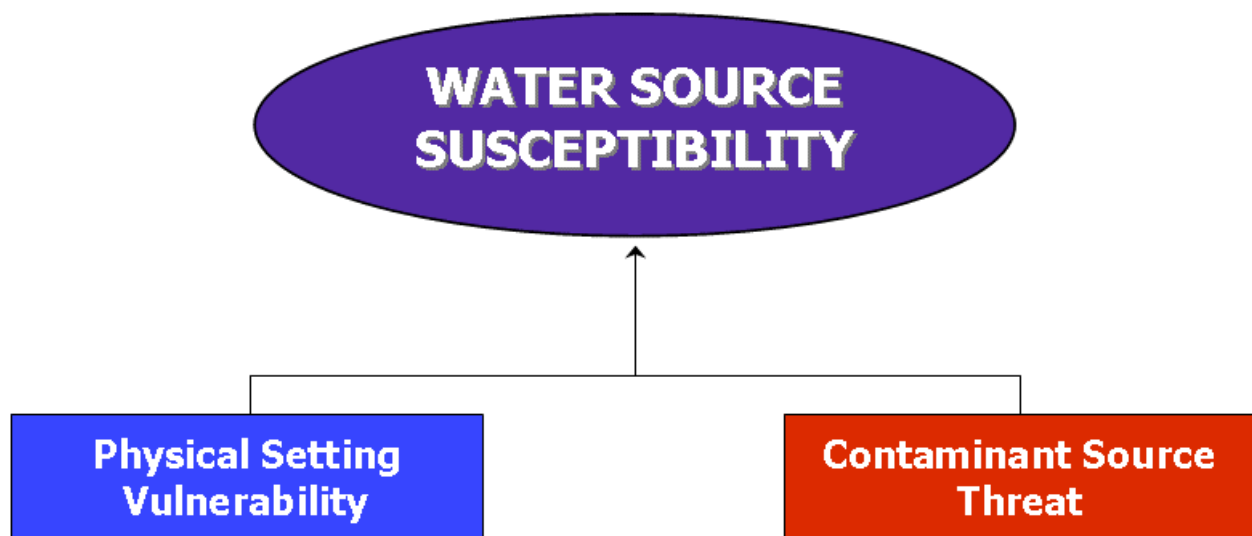 WATER SOURCE
SUSCEPTIBILITY
Physical Setting
Vulnerability
Contaminant Source
Threat